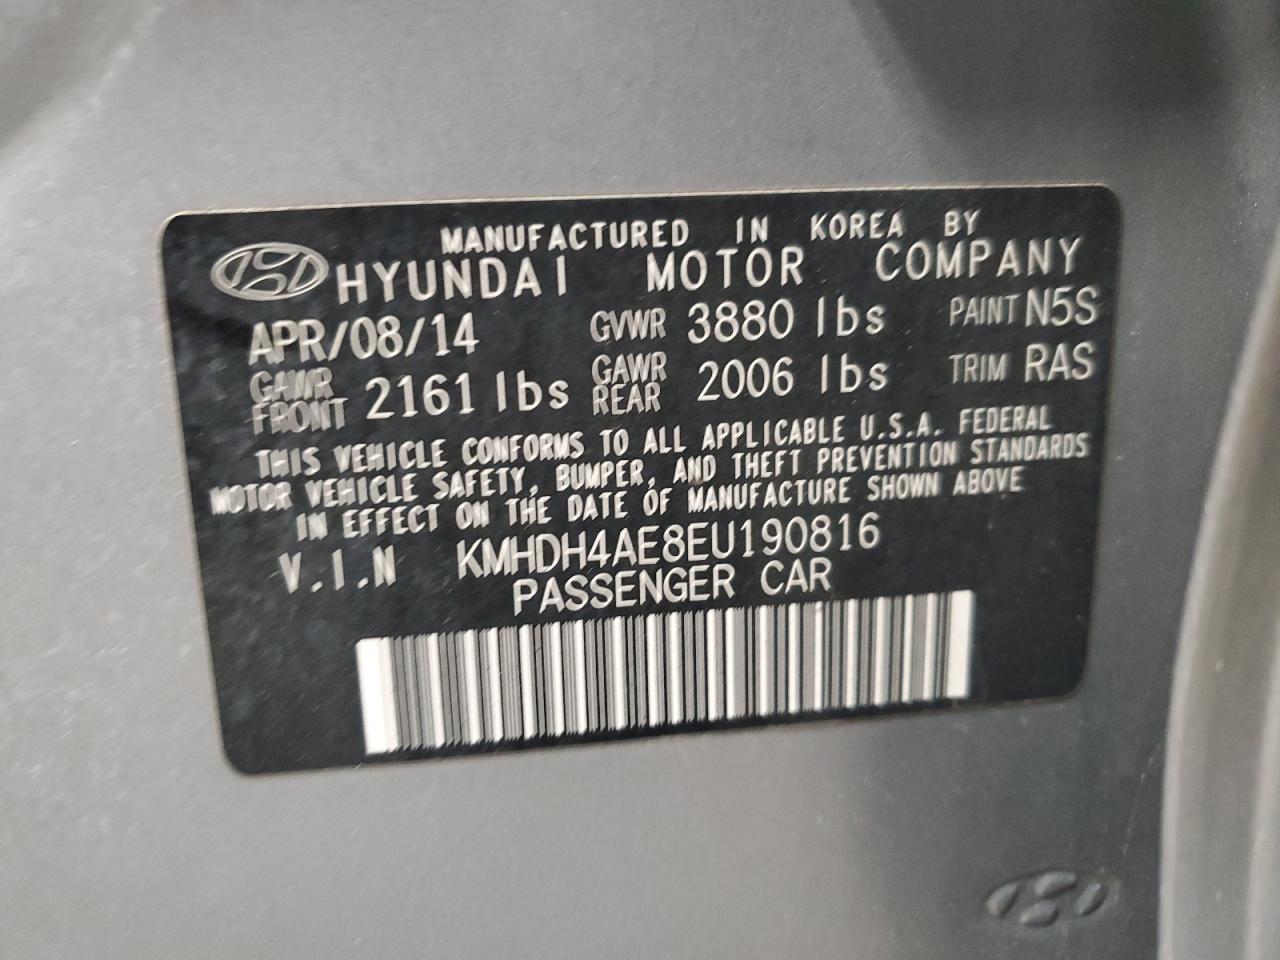 MANUFACTURED IN KOREA BY
HYUNDAI MOTOR COMPANY
APR/08/14 GVWR 3880 lbs PAINT N5S
GAWR FRONT 2161 lbs GAWR REAR 2006 lbs TRIM RAS
THIS VEHICLE CONFORMS TO ALL APPLICABLE U.S.A. FEDERAL
MOTOR VEHICLE SAFETY, BUMPER, AND THEFT PREVENTION STANDARDS
IN EFFECT ON THE DATE OF MANUFACTURE SHOWN ABOVE
V.I.N KMHDH4AE8EU190816
PASSENGER CAR